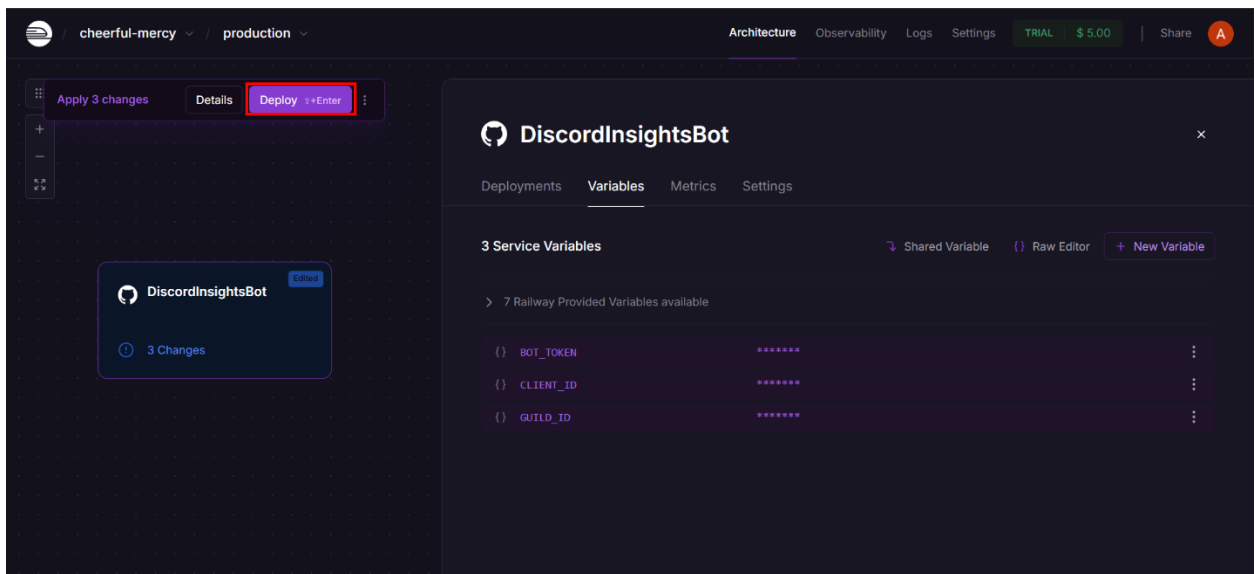 / cheerful-mercy / production
Architecture Observability Logs Settings TRIAL $5.00 | Share A
Apply 3 changes Details Deploy ⇧+Enter
DiscordInsightsBot
Deployments Variables Metrics Settings
3 Service Variables Shared Variable {} Raw Editor + New Variable
7 Railway Provided Variables available
{} BOT_TOKEN *******
{} CLIENT_ID *******
{} GUILD_ID *******
DiscordInsightsBot Edited
3 Changes